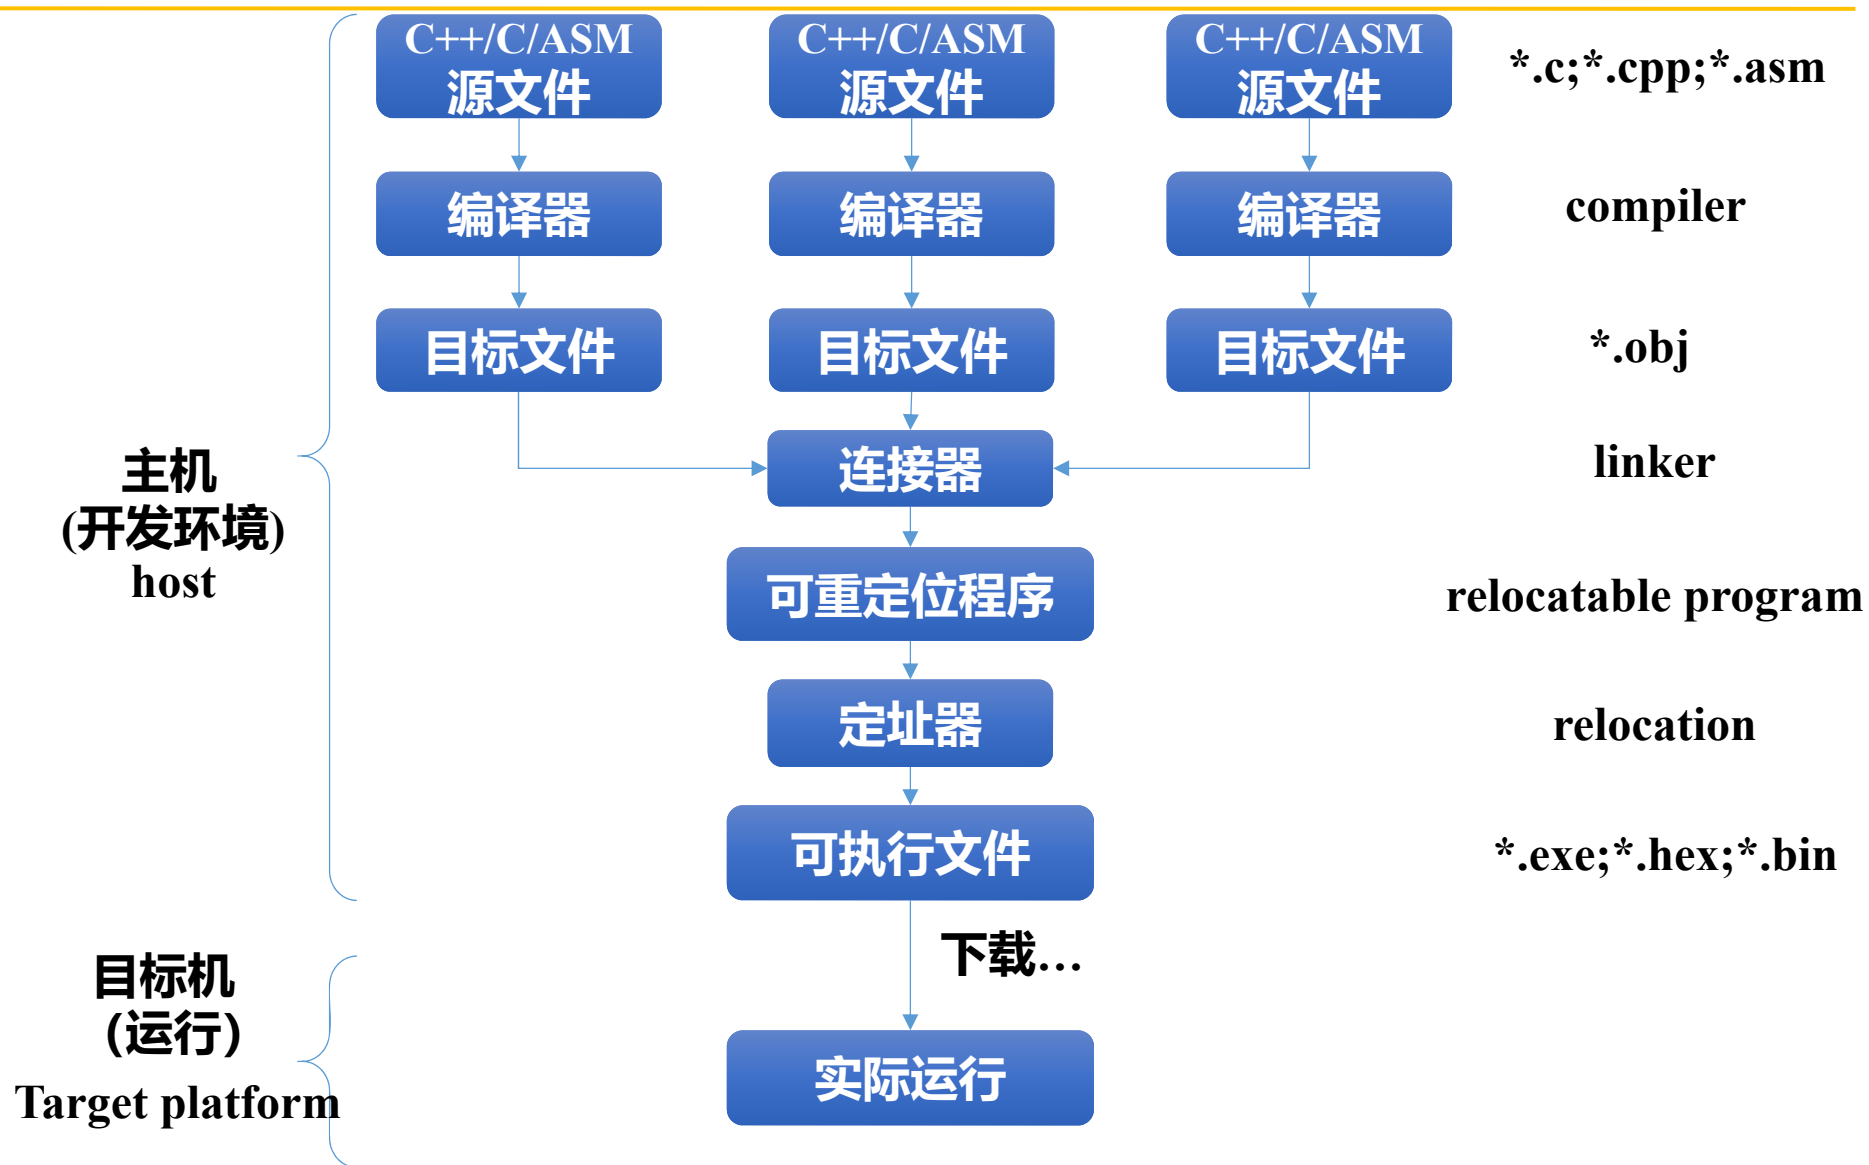 C++/C/ASM
源文件
C++/C/ASM
源文件
C++/C/ASM
源文件
*.c;*.cpp;*.asm
编译器
编译器
编译器
compiler
目标文件
目标文件
目标文件
*.obj
主机
(开发环境)
host
连接器
linker
可重定位程序
relocatable program
定址器
relocation
可执行文件
*.exe;*.hex;*.bin
下载…
目标机
（运行）
Target platform
实际运行